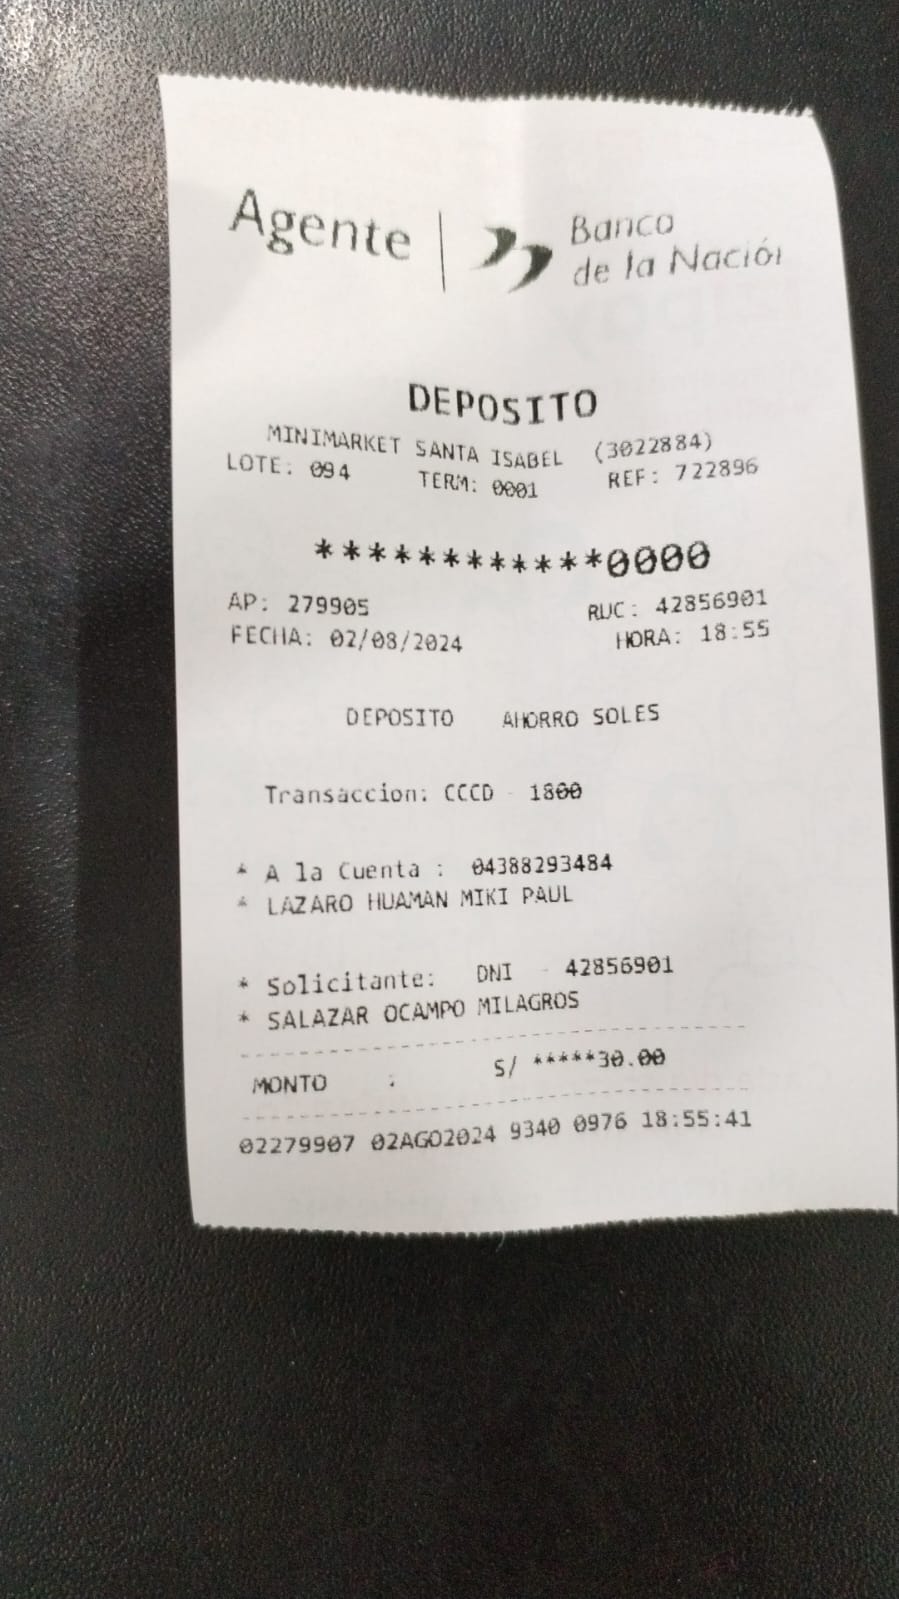 Agente | Banco
de la Nación
DEPOSITO
MINIMARKET SANTA ISABEL (3022884)
LOTE: 094 TERM: 0001 REF: 722896
************0000
AP: 279905 RUC: 42856901
FECHA: 02/08/2024 HORA: 18:55
DEPOSITO AHORRO SOLES
Transaccion: CCCD - 1800
* A la Cuenta : 04388293484
* LAZARO HUAMAN MIKI PAUL
* Solicitante: DNI - 42856901
* SALAZAR OCAMPO MILAGROS
MONTO : S/ *****30.00
02279907 02AGO2024 9340 0976 18:55:41